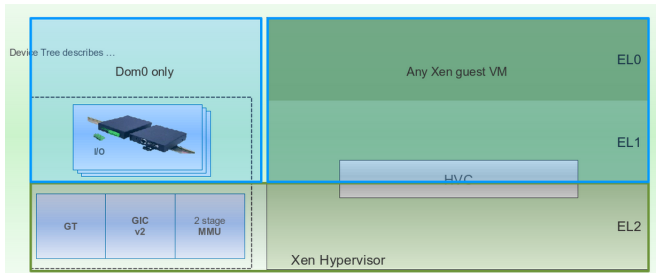 Device Tree describes …
Dom0 only
Any Xen guest VM
EL0
I/O
EL1
HVC
GT
GIC
v2
2 stage
MMU
EL2
Xen Hypervisor